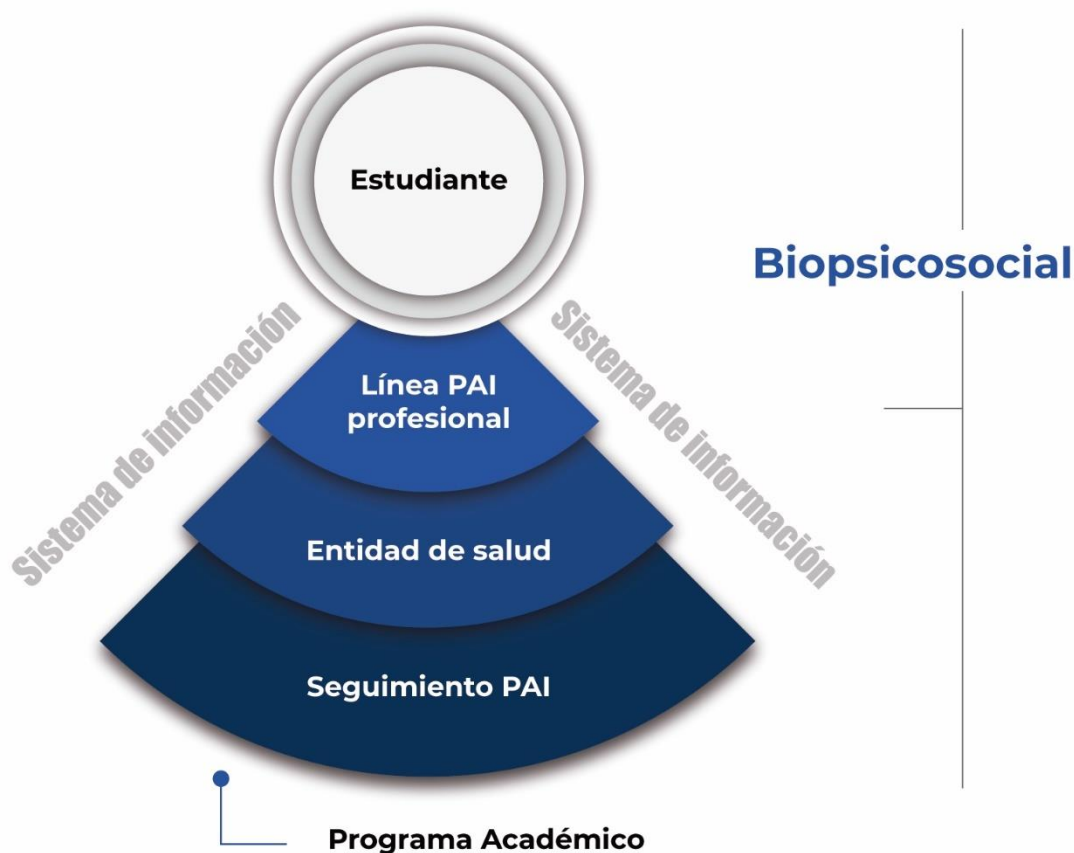 Estudiante
Biopsicosocial
Sistema de información
Sistema de información
Línea PAI
profesional
Entidad de salud
Seguimiento PAI
Programa Académico